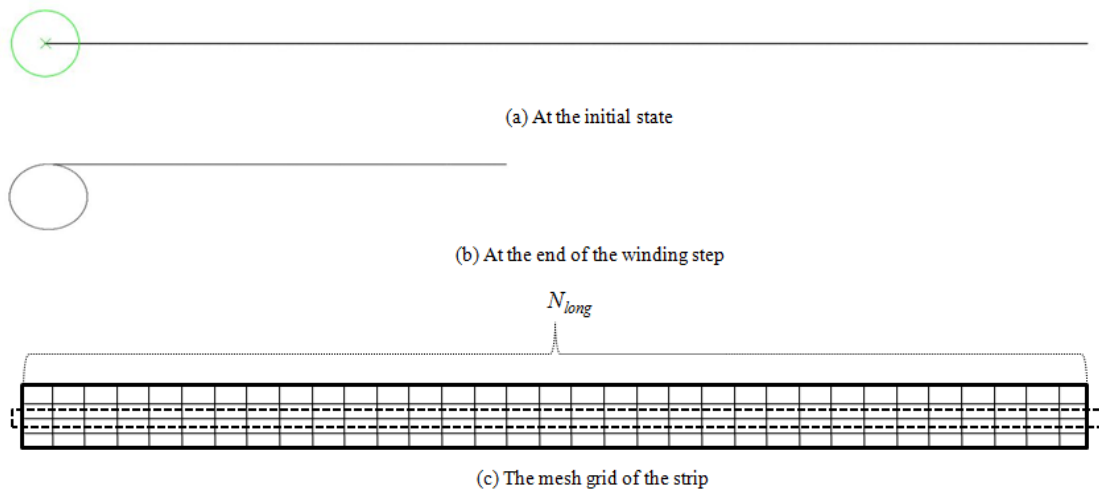 (a) At the initial state
(b) At the end of the winding step
N_long
(c) The mesh grid of the strip